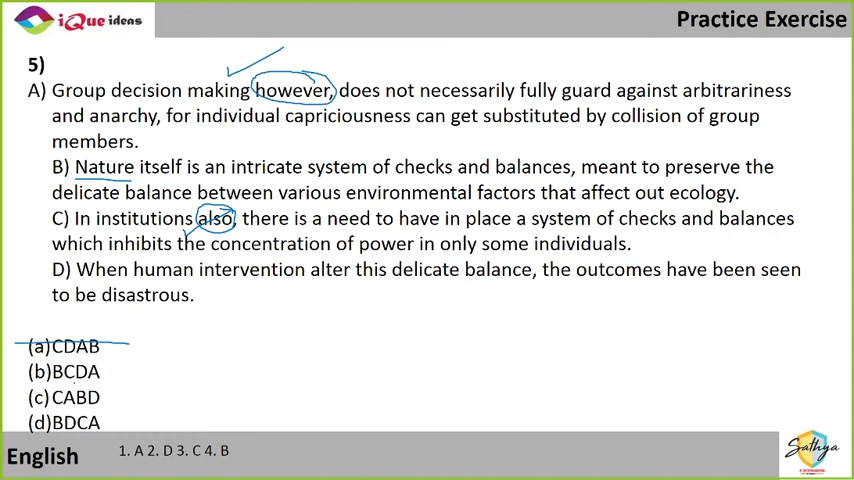 iQue ideas
Practice Exercise
5)
A) Group decision making however, does not necessarily fully guard against arbitrariness
and anarchy, for individual capriciousness can get substituted by collision of group
members.
B) Nature itself is an intricate system of checks and balances, meant to preserve the
delicate balance between various environmental factors that affect out ecology.
C) In institutions also, there is a need to have in place a system of checks and balances
which inhibits the concentration of power in only some individuals.
D) When human intervention alter this delicate balance, the outcomes have been seen
to be disastrous.
(a)CDAB
(b)BCDA
(c)CABD
(d)BDCA
English
1. A 2. D 3. C 4. B
Sathya